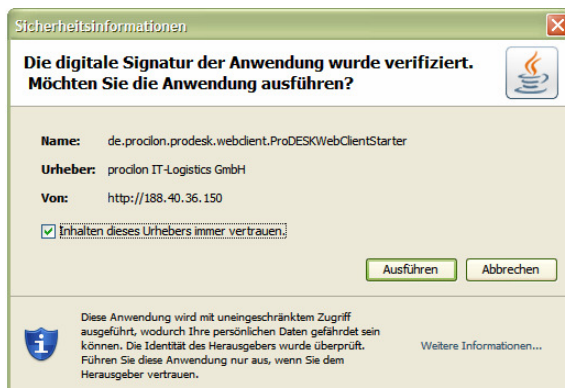 Sicherheitsinformationen
Die digitale Signatur der Anwendung wurde verifiziert.
Möchten Sie die Anwendung ausführen?
Name: de.procilon.prodesk.webclient.ProDESKWebClientStarter
Urheber: procilon IT-Logistics GmbH
Von: http://188.40.36.150
Inhalten dieses Urhebers immer vertrauen.
Ausführen Abbrechen
Diese Anwendung wird mit uneingeschränktem Zugriff
ausgeführt, wodurch Ihre persönlichen Daten gefährdet sein
können. Die Identität des Herausgebers wurde überprüft. Weitere Informationen...
Führen Sie diese Anwendung nur aus, wenn Sie dem
Herausgeber vertrauen.